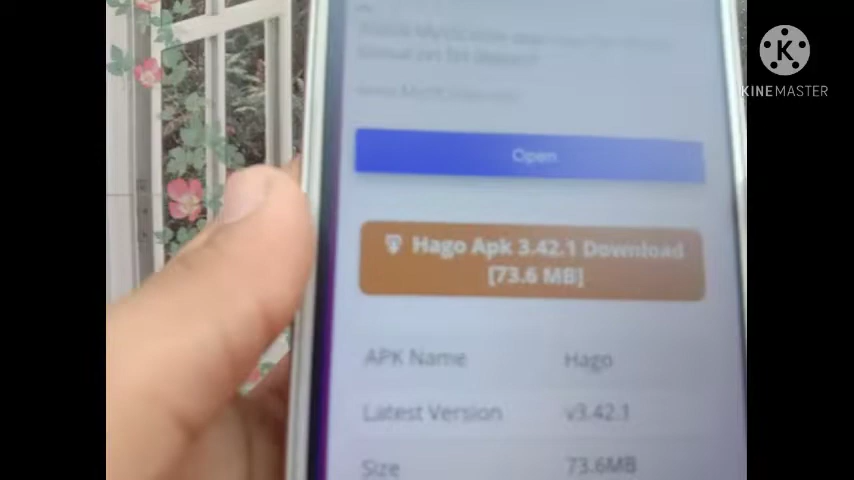 K
KINEMASTER
Open
Hago Apk 3.42.1 Download
[73.6 MB]
APK Name Hago
Latest Version v3.42.1
Size 73.6MB